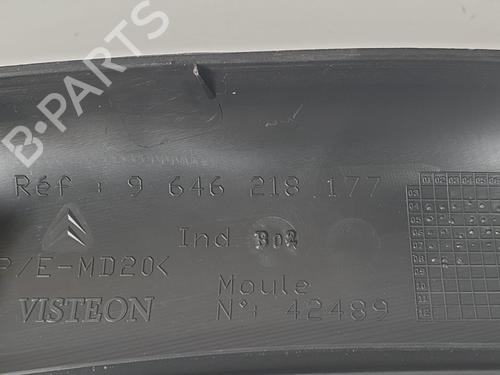 B-PARTS
Réf : 9 646 218 177
Ind
P/E-MD20<
Moule
VISTEON
N°: 42489